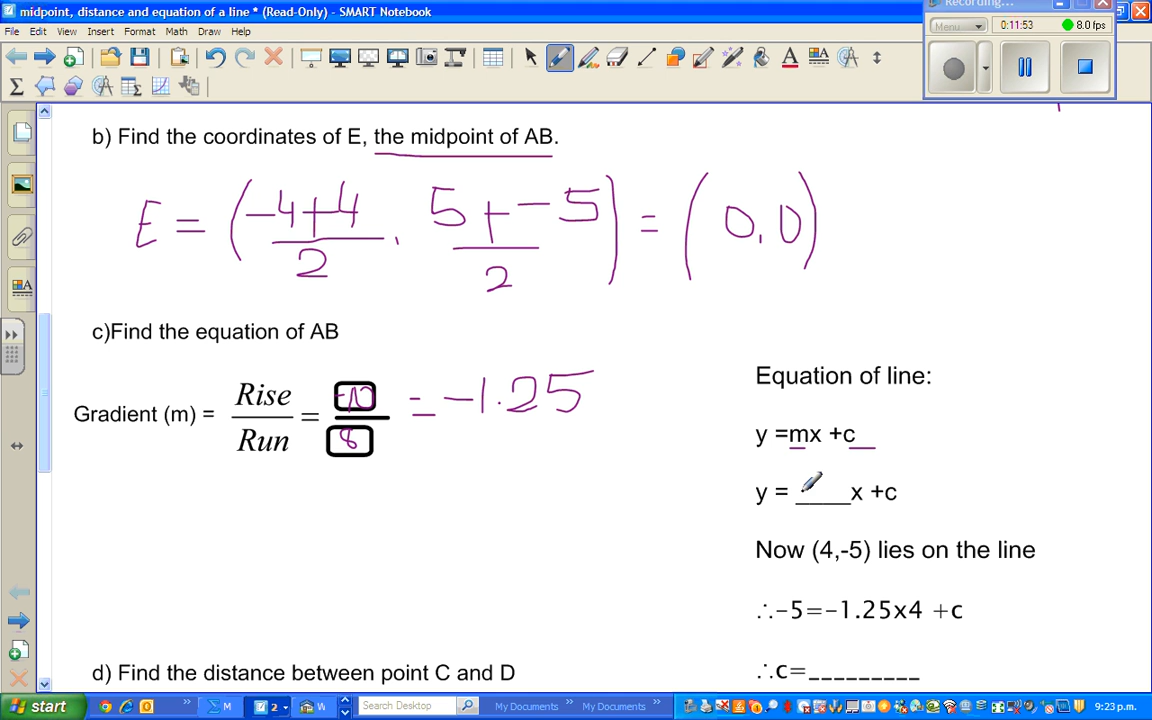 midpoint, distance and equation of a line * (Read-Only) - SMART Notebook
Recording...
File Edit View Insert Format Math Draw Help
Menu 0:11:53 8.0 fps
b) Find the coordinates of E, the midpoint of AB.
E = (-4+4/2, 5+-5/2) = (0,0)
c)Find the equation of AB
Gradient (m) = Rise/Run = -10/8 = -1.25
Equation of line:
y =mx +c
y = ____x +c
Now (4,-5) lies on the line
∴-5=-1.25x4 +c
∴c=_________
d) Find the distance between point C and D
start M 2 W Search Desktop My Documents My Documents 9:23 p.m.